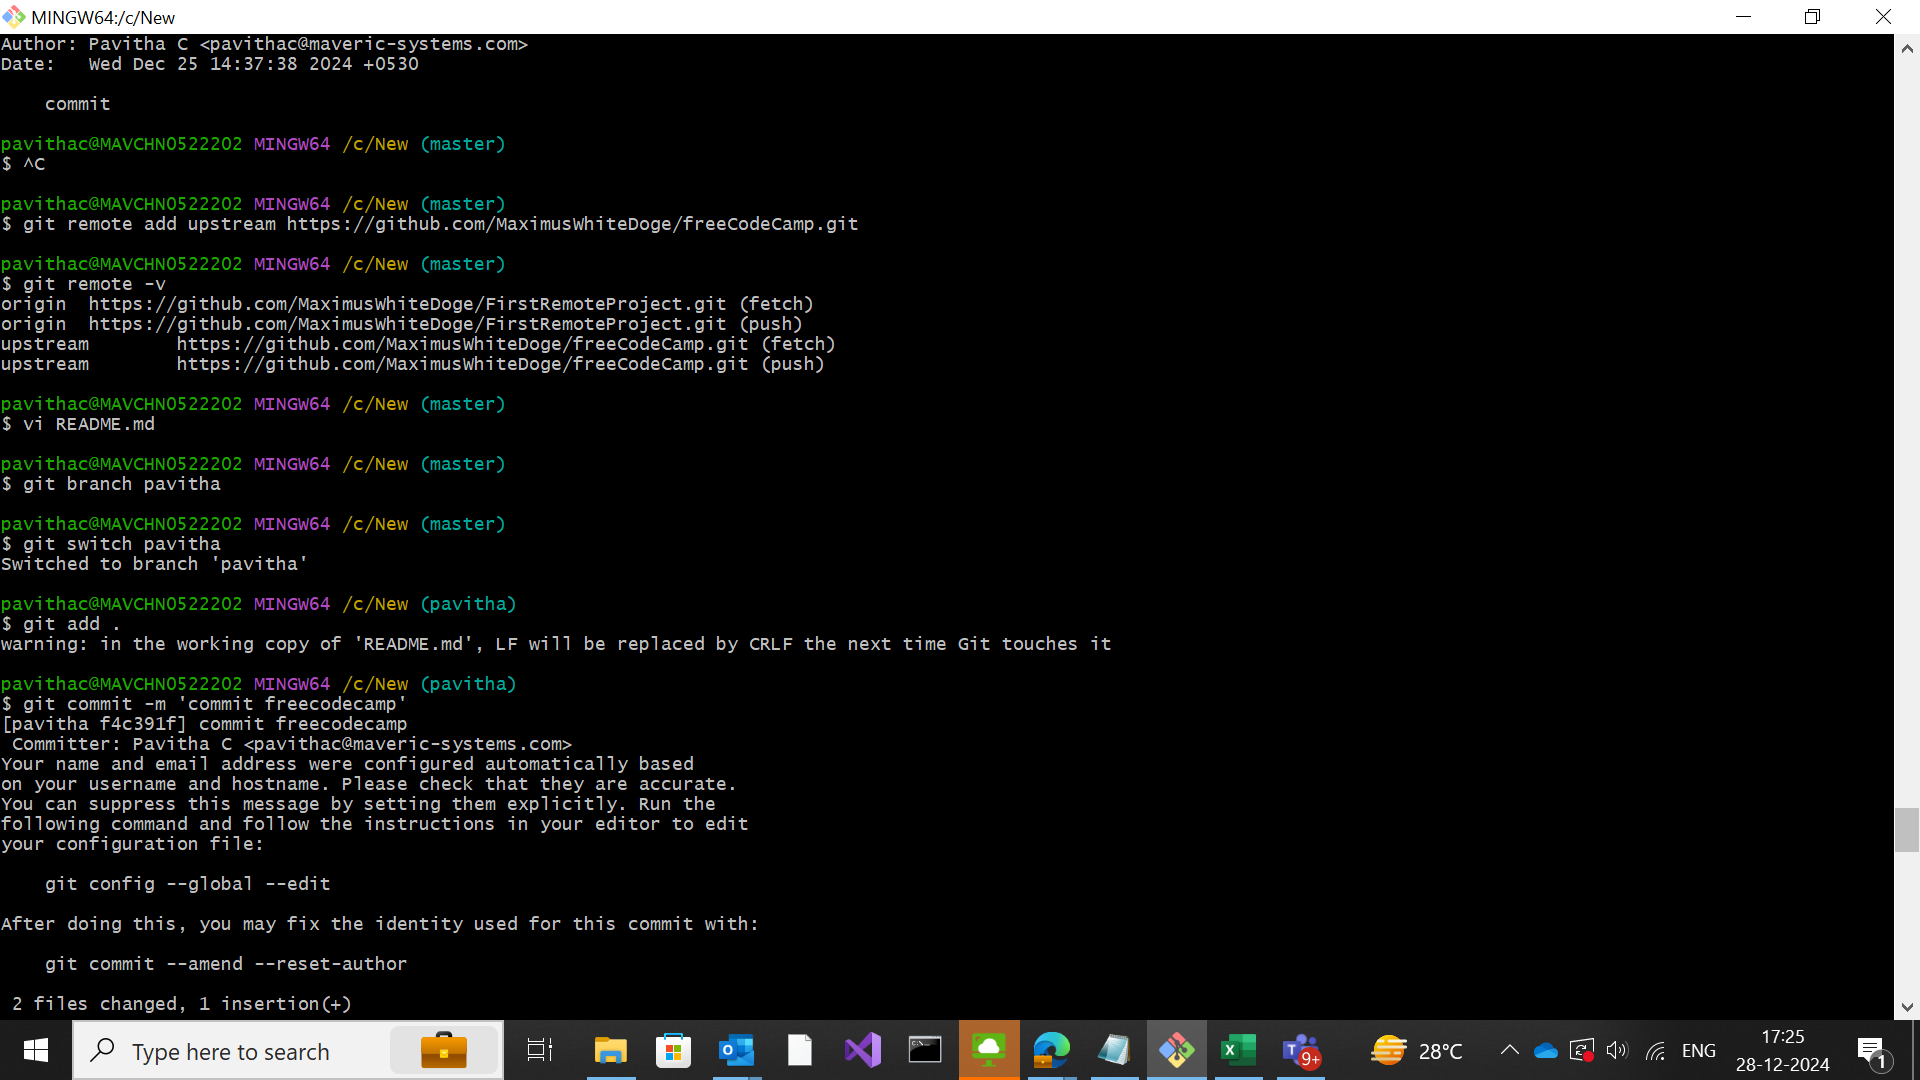 MINGW64:/c/New
Author: Pavitha C <pavithac@maveric-systems.com>
Date:   Wed Dec 25 14:37:38 2024 +0530
    commit
pavithac@MAVCHN0522202 MINGW64 /c/New (master)
$ ^C
pavithac@MAVCHN0522202 MINGW64 /c/New (master)
$ git remote add upstream https://github.com/MaximusWhiteDoge/freeCodeCamp.git
pavithac@MAVCHN0522202 MINGW64 /c/New (master)
$ git remote -v
origin  https://github.com/MaximusWhiteDoge/FirstRemoteProject.git (fetch)
origin  https://github.com/MaximusWhiteDoge/FirstRemoteProject.git (push)
upstream        https://github.com/MaximusWhiteDoge/freeCodeCamp.git (fetch)
upstream        https://github.com/MaximusWhiteDoge/freeCodeCamp.git (push)
pavithac@MAVCHN0522202 MINGW64 /c/New (master)
$ vi README.md
pavithac@MAVCHN0522202 MINGW64 /c/New (master)
$ git branch pavitha
pavithac@MAVCHN0522202 MINGW64 /c/New (master)
$ git switch pavitha
Switched to branch 'pavitha'
pavithac@MAVCHN0522202 MINGW64 /c/New (pavitha)
$ git add .
warning: in the working copy of 'README.md', LF will be replaced by CRLF the next time Git touches it
pavithac@MAVCHN0522202 MINGW64 /c/New (pavitha)
$ git commit -m 'commit freecodecamp'
[pavitha f4c391f] commit freecodecamp
 Committer: Pavitha C <pavithac@maveric-systems.com>
Your name and email address were configured automatically based
on your username and hostname. Please check that they are accurate.
You can suppress this message by setting them explicitly. Run the
following command and follow the instructions in your editor to edit
your configuration file:
    git config --global --edit
After doing this, you may fix the identity used for this commit with:
    git commit --amend --reset-author
 2 files changed, 1 insertion(+)
Type here to search
9+
28°C
ENG
17:25
28-12-2024
1